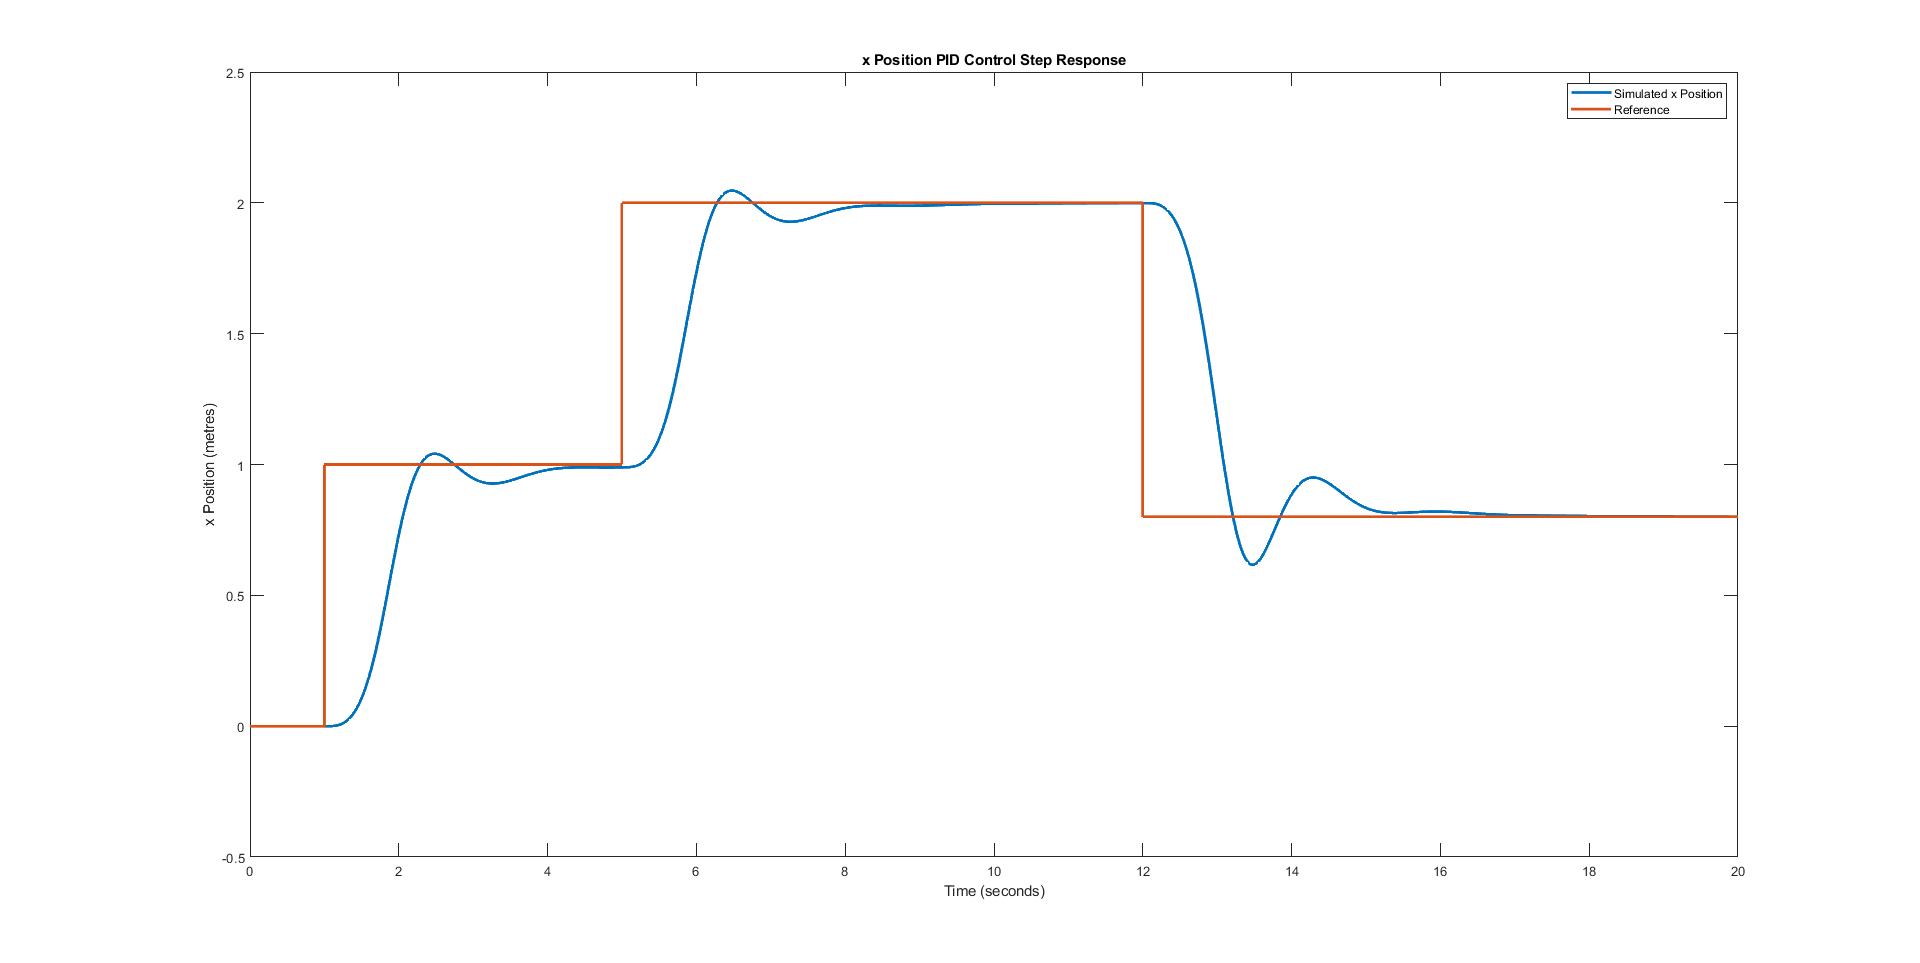 x Position PID Control Step Response
Simulated x Position
Reference
2.5
2
1.5
1
0.5
0
-0.5
x Position (metres)
0 2 4 6 8 10 12 14 16 18 20
Time (seconds)